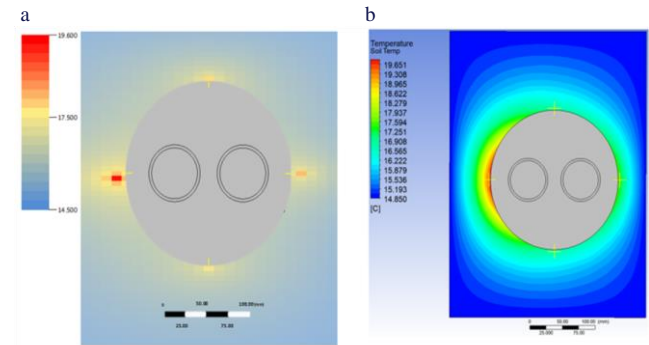 a
19.600
17.500
14.500
0 50.00 100.00 (mm)
25.00 75.00
b
Temperature
Soil Temp
19.651
19.308
18.965
18.622
18.279
17.937
17.594
17.251
16.908
16.565
16.222
15.879
15.536
15.193
14.850
[C]
0 50.00 100.00 (mm)
25.000 75.00